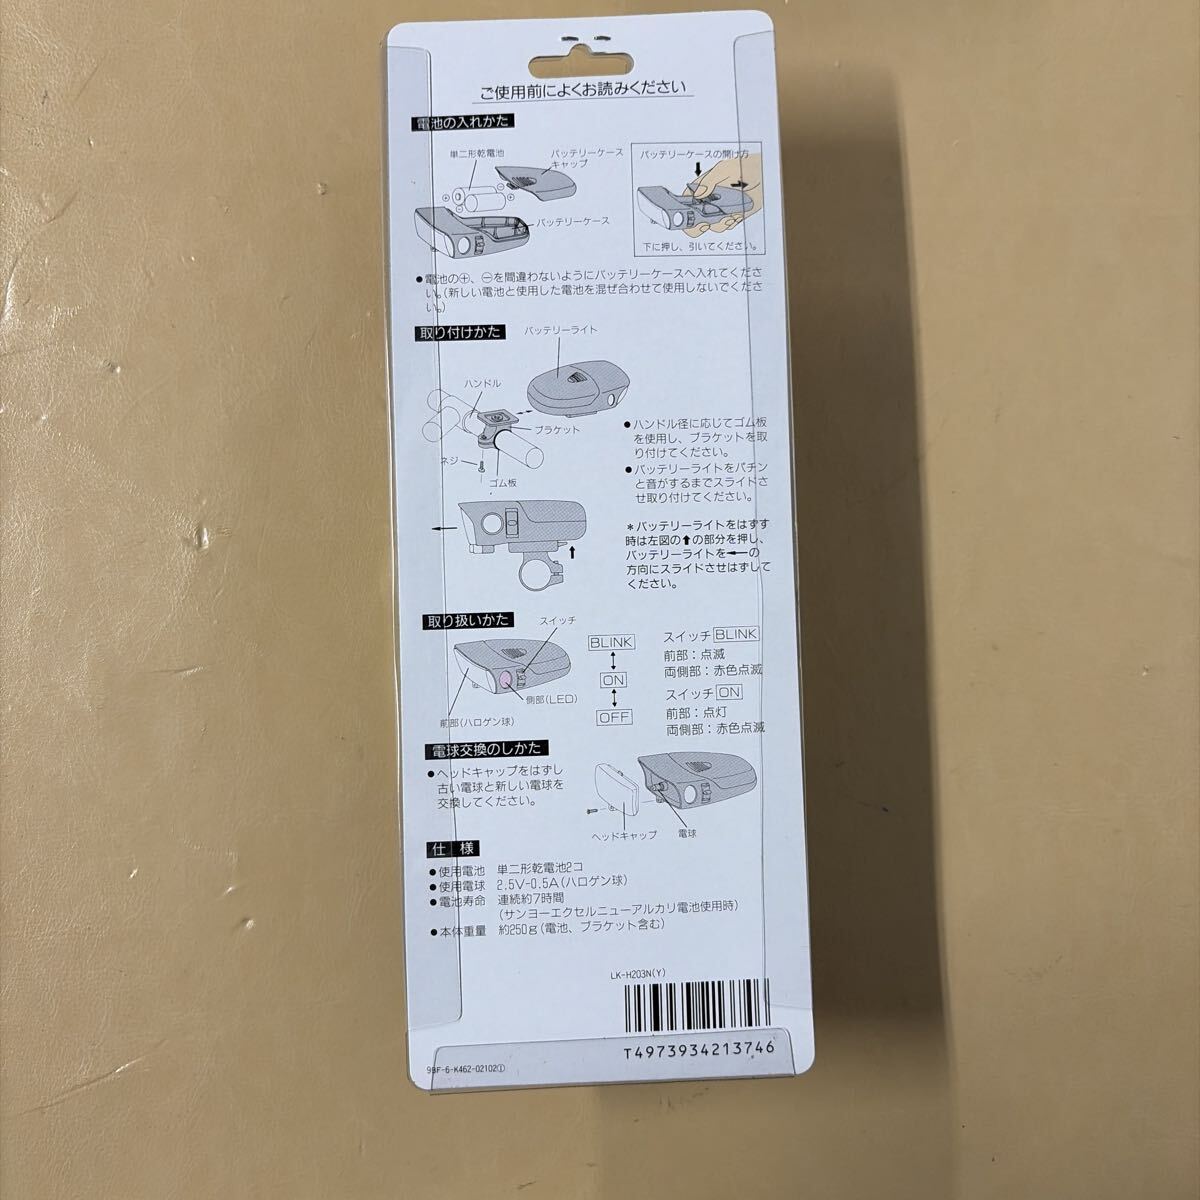 ご使用前によくお読みください
電池の入れかた
単二形乾電池
バッテリーケース
キャップ
バッテリーケース
バッテリーケースの開け方
下に押し、引いてください。
●電池の⊕、⊖を間違わないようにバッテリーケースへ入れてくださ
い。(新しい電池と使用した電池を混ぜ合わせて使用しないでくださ
い。)
取り付けかた
バッテリーライト
ハンドル
ブラケット
ネジ
ゴム板
●ハンドル径に応じてゴム板
を使用し、ブラケットを取
り付けてください。
●バッテリーライトをパチン
と音がするまでスライドさ
せ取り付けてください。
＊バッテリーライトをはずす
時は左図の⬆の部分を押し、
バッテリーライトを←の
方向にスライドさせはずして
ください。
取り扱いかた
スイッチ
側部(LED)
前部(ハロゲン球)
BLINK
ON
OFF
スイッチ BLINK
前部：点滅
両側部：赤色点滅
スイッチ ON
前部：点灯
両側部：赤色点滅
電球交換のしかた
●ヘッドキャップをはずし
古い電球と新しい電球を
交換してください。
ヘッドキャップ
電球
仕 様
●使用電池 単二形乾電池2コ
●使用電球 2.5V-0.5A(ハロゲン球)
●電池寿命 連続約7時間
(サンヨーエクセルニューアルカリ電池使用時)
●本体重量 約250g(電池、ブラケット含む)
LK-H203N(Y)
T4973934213746
9BF-6-K462-02102①